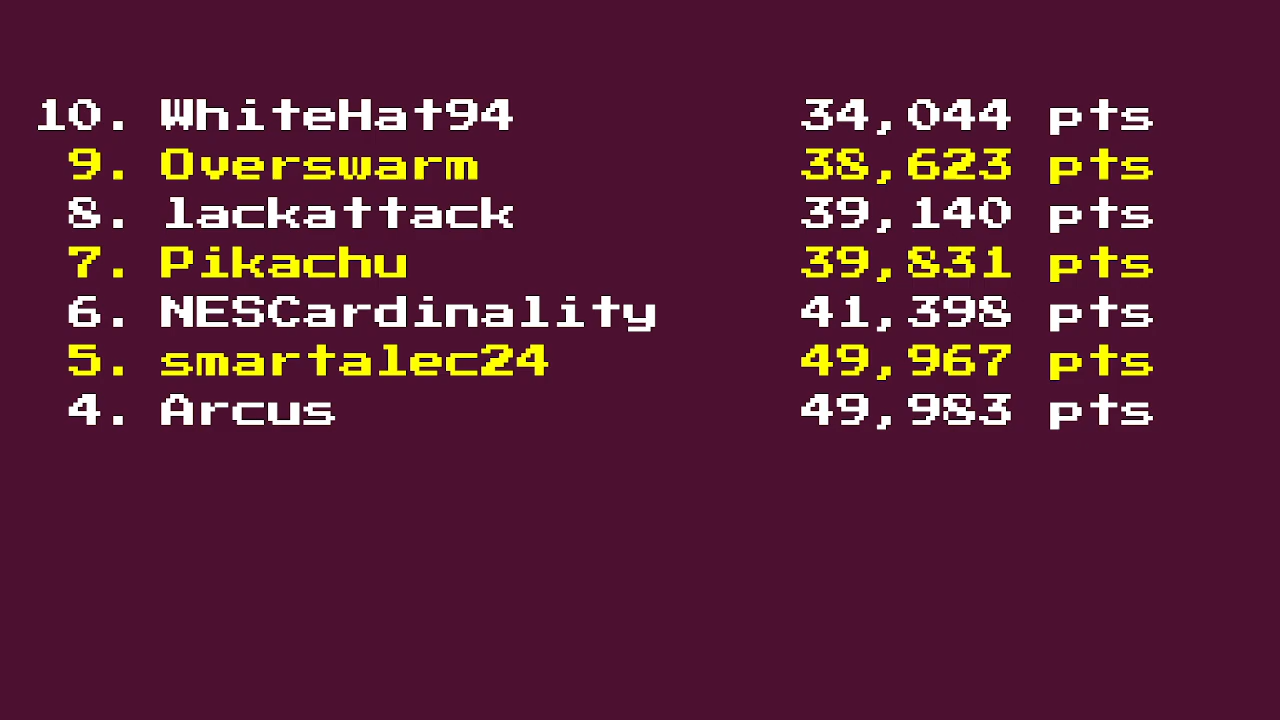 10. WhiteHat94 34,044 pts
9. Overswarm 38,623 pts
8. lackattack 39,140 pts
7. Pikachu 39,831 pts
6. NESCardinality 41,398 pts
5. smartalec24 49,967 pts
4. Arcus 49,983 pts